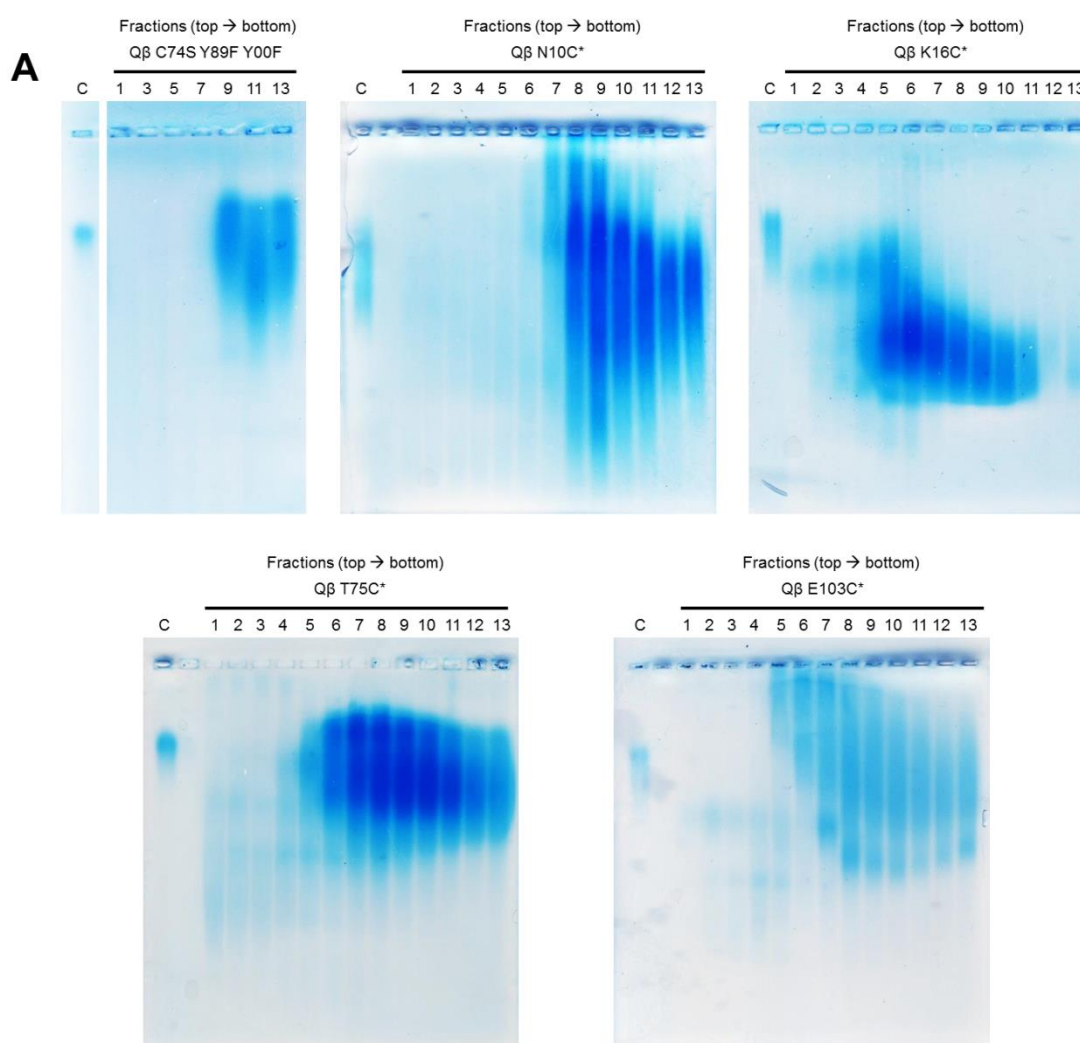 A
Fractions (top → bottom)
Qβ C74S Y89F Y00F
C 1 3 5 7 9 11 13
Fractions (top → bottom)
Qβ N10C*
C 1 2 3 4 5 6 7 8 9 10 11 12 13
Fractions (top → bottom)
Qβ K16C*
C 1 2 3 4 5 6 7 8 9 10 11 12 13
Fractions (top → bottom)
Qβ T75C*
C 1 2 3 4 5 6 7 8 9 10 11 12 13
Fractions (top → bottom)
Qβ E103C*
C 1 2 3 4 5 6 7 8 9 10 11 12 13